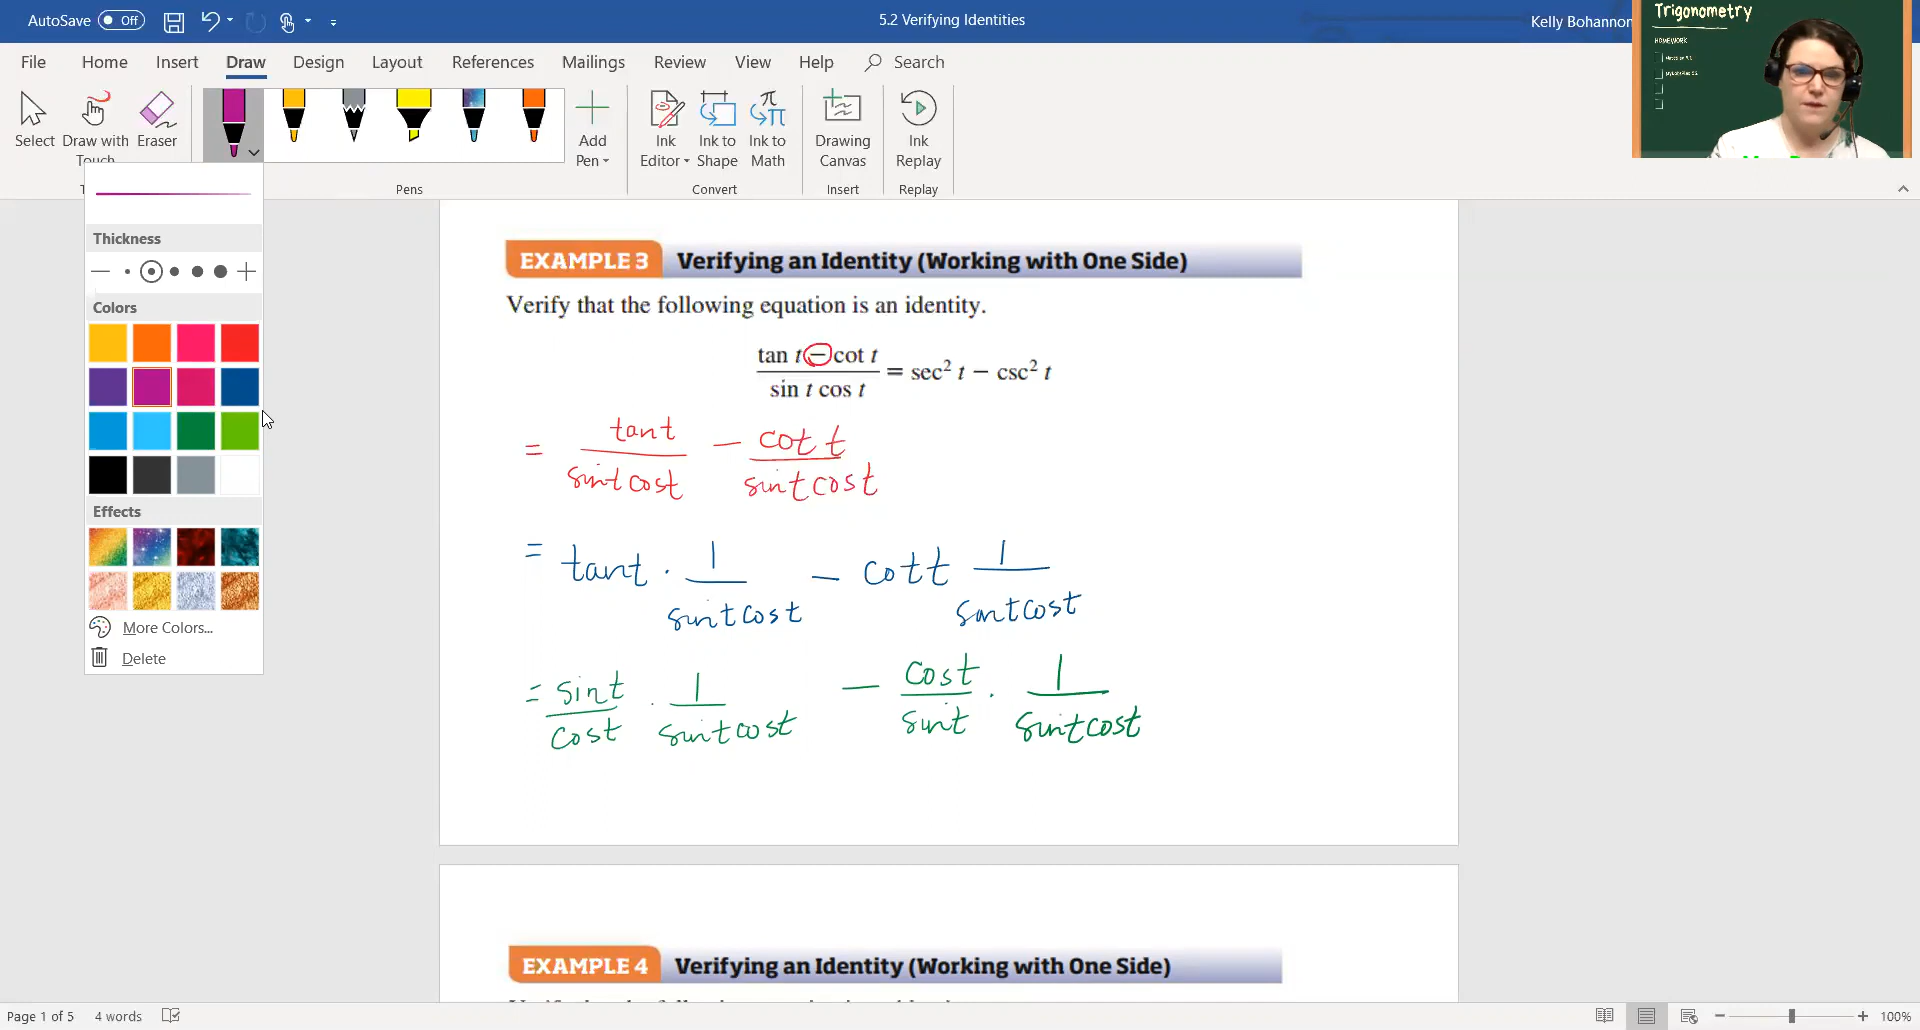 AutoSave Off
5.2 Verifying Identities
Kelly Bohannon
Trigonometry
HOMEWORK
File Home Insert Draw Design Layout References Mailings Review View Help Search
Select Draw with Touch Eraser
Add Pen
Ink Editor
Ink to Shape
Ink to Math
Drawing Canvas
Ink Replay
Pens
Convert
Insert
Replay
Thickness
Colors
Effects
More Colors...
Delete
EXAMPLE 3 Verifying an Identity (Working with One Side)
Verify that the following equation is an identity.
tan t − cot t
sin t cos t
= sec² t − csc² t
= tan t / sin t cos t − cot t / sin t cos t
= tan t · 1 / sin t cos t − cot t 1 / sin t cos t
= sin t / cos t · 1 / sin t cos t − cos t / sin t · 1 / sin t cos t
EXAMPLE 4 Verifying an Identity (Working with One Side)
Page 1 of 5 4 words
100%